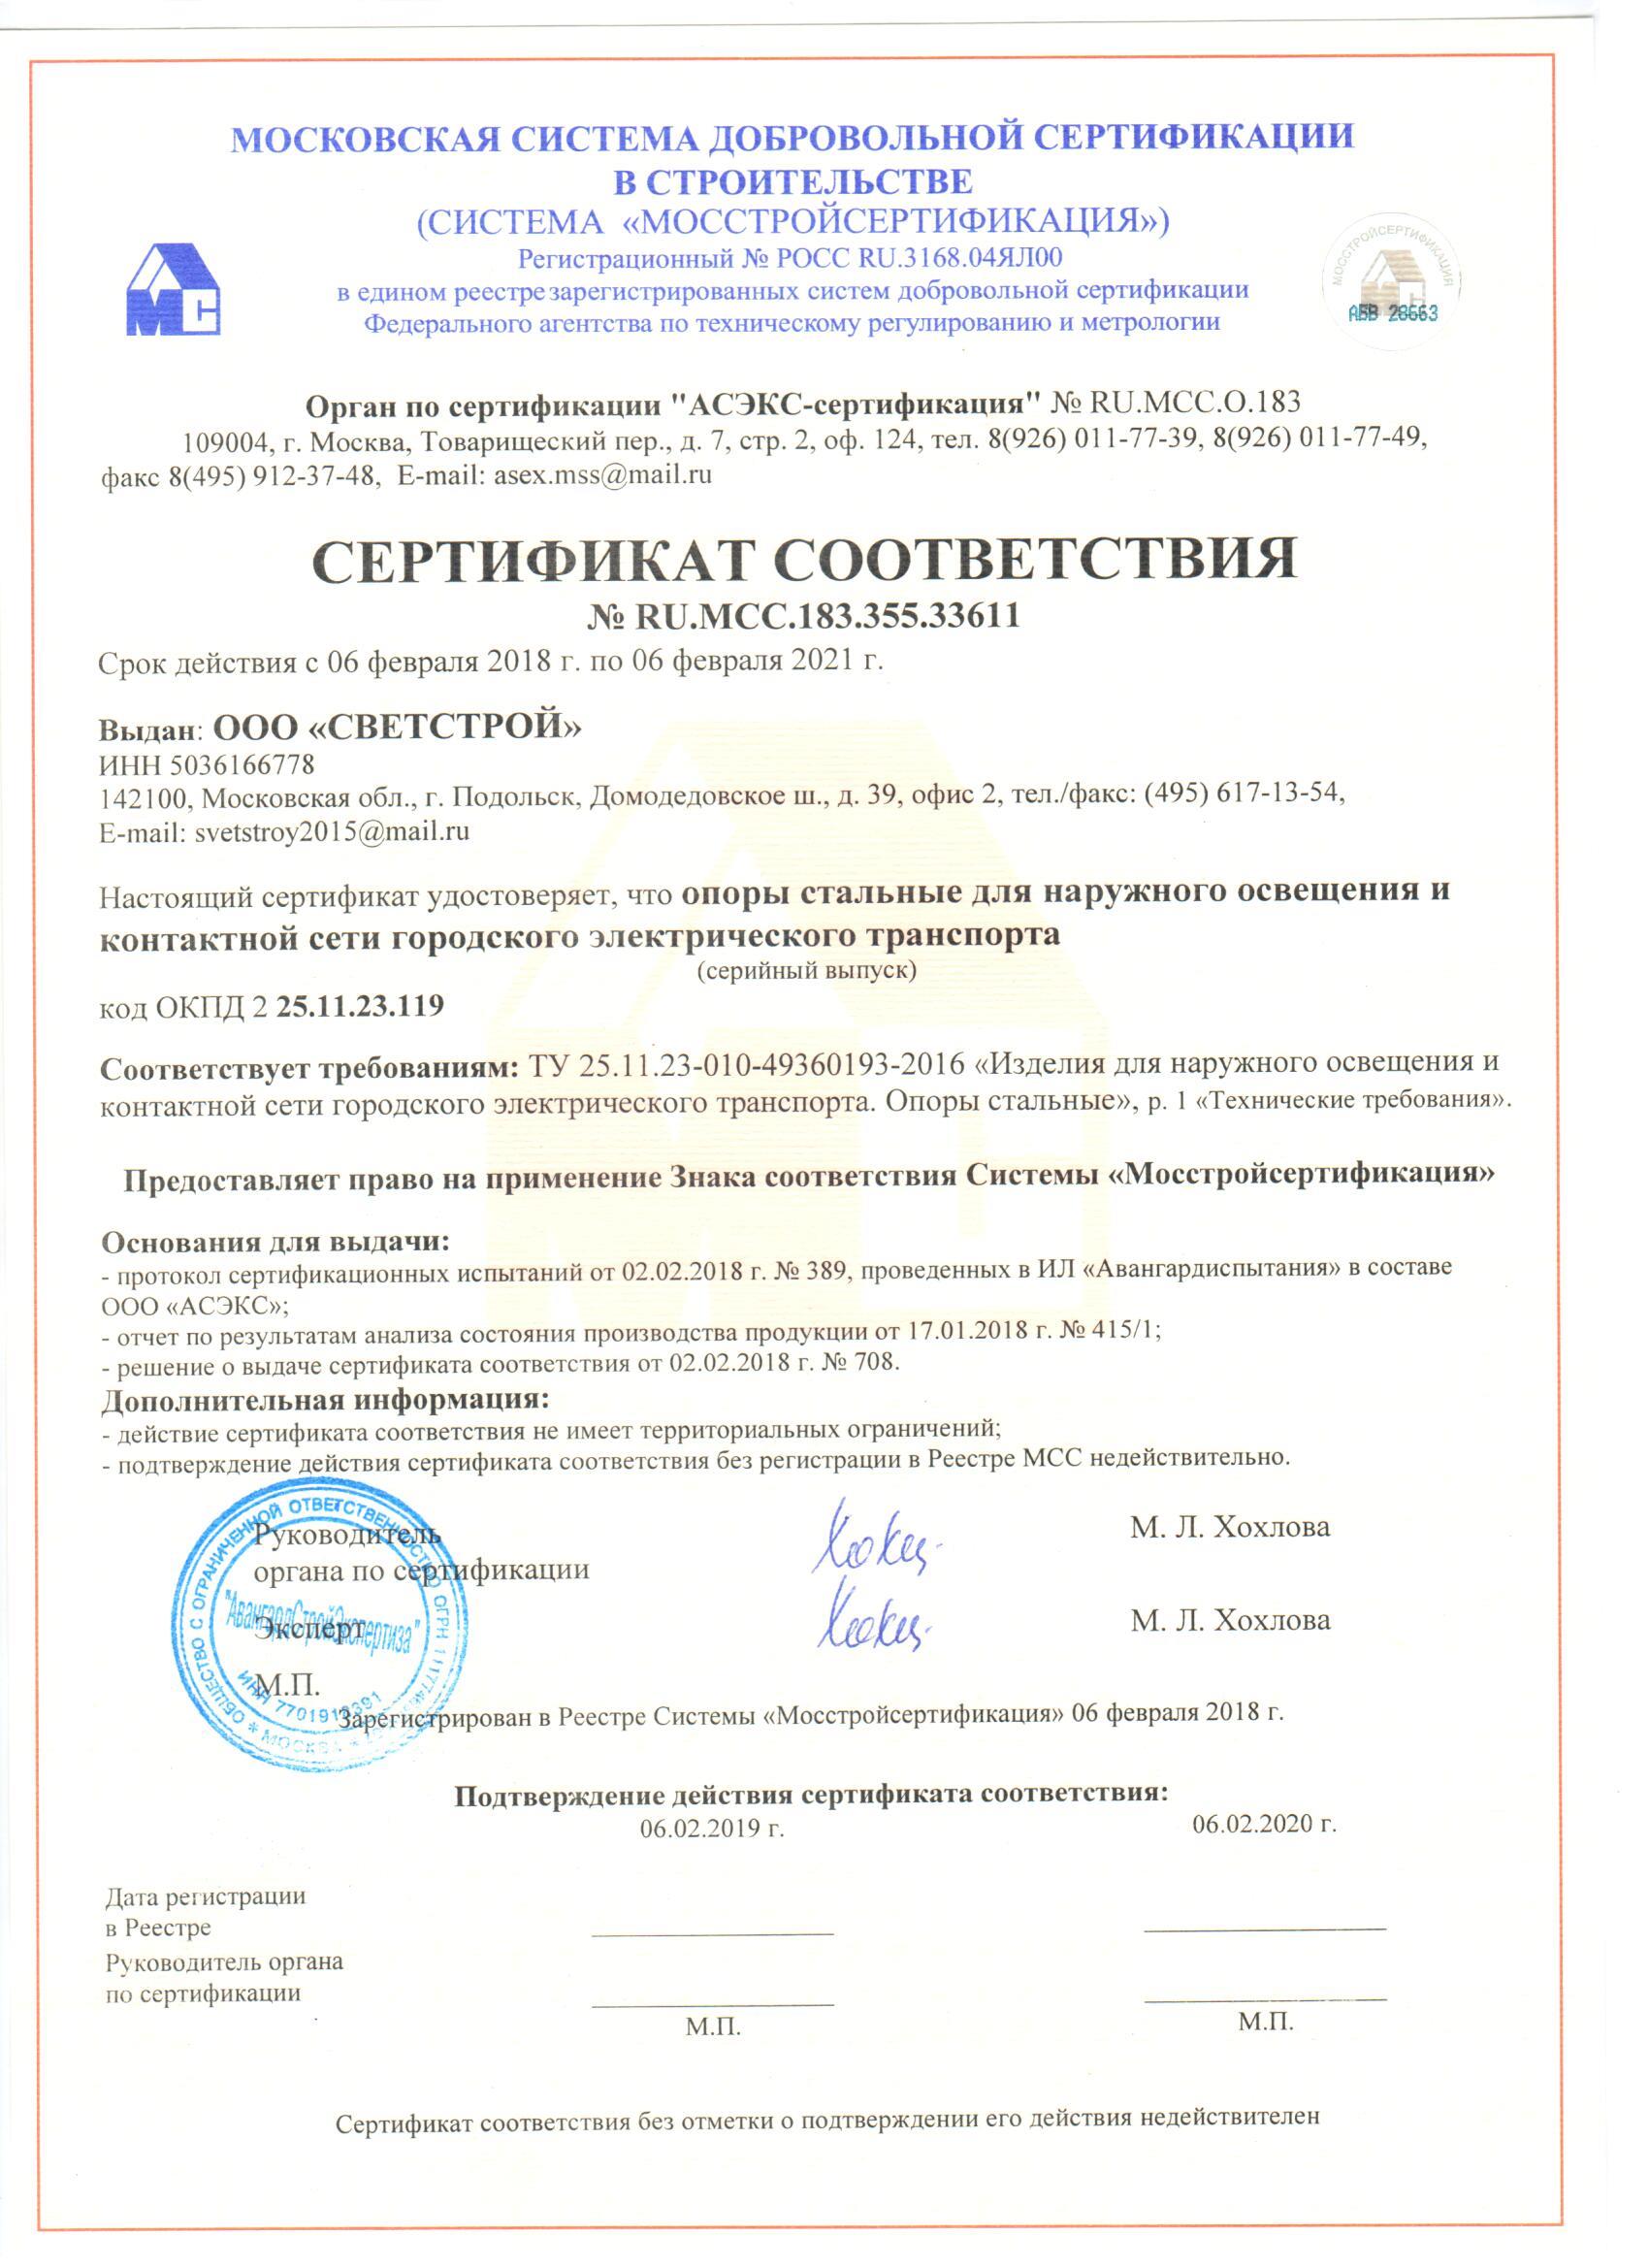 МОСКОВСКАЯ СИСТЕМА ДОБРОВОЛЬНОЙ СЕРТИФИКАЦИИ
В СТРОИТЕЛЬСТВЕ
(СИСТЕМА «МОССТРОЙСЕРТИФИКАЦИЯ»)
Регистрационный № РОСС RU.3168.04ЯЛ00
в едином реестре зарегистрированных систем добровольной сертификации
Федерального агентства по техническому регулированию и метрологии
МС
МОССТРОЙСЕРТИФИКАЦИЯ
АБВ 28663
Орган по сертификации "АСЭКС-сертификация" № RU.МСС.О.183
109004, г. Москва, Товарищеский пер., д. 7, стр. 2, оф. 124, тел. 8(926) 011-77-39, 8(926) 011-77-49,
факс 8(495) 912-37-48, E-mail: asex.mss@mail.ru
СЕРТИФИКАТ СООТВЕТСТВИЯ
№ RU.МСС.183.355.33611
Срок действия с 06 февраля 2018 г. по 06 февраля 2021 г.
Выдан: ООО «СВЕТСТРОЙ»
ИНН 5036166778
142100, Московская обл., г. Подольск, Домодедовское ш., д. 39, офис 2, тел./факс: (495) 617-13-54,
E-mail: svetstroy2015@mail.ru
Настоящий сертификат удостоверяет, что опоры стальные для наружного освещения и
контактной сети городского электрического транспорта
(серийный выпуск)
код ОКПД 2 25.11.23.119
Соответствует требованиям: ТУ 25.11.23-010-49360193-2016 «Изделия для наружного освещения и
контактной сети городского электрического транспорта. Опоры стальные», р. 1 «Технические требования».
Предоставляет право на применение Знака соответствия Системы «Мосстройсертификация»
Основания для выдачи:
- протокол сертификационных испытаний от 02.02.2018 г. № 389, проведенных в ИЛ «Авангардиспытания» в составе
ООО «АСЭКС»;
- отчет по результатам анализа состояния производства продукции от 17.01.2018 г. № 415/1;
- решение о выдаче сертификата соответствия от 02.02.2018 г. № 708.
Дополнительная информация:
- действие сертификата соответствия не имеет территориальных ограничений;
- подтверждение действия сертификата соответствия без регистрации в Реестре МСС недействительно.
Руководитель
органа по сертификации
М. Л. Хохлова
Эксперт
М. Л. Хохлова
М.П.
ОБЩЕСТВО С ОГРАНИЧЕННОЙ ОТВЕТСТВЕННОСТЬЮ ОГРН
"АвангардСтройЭкспертиза"
ИНН
* МОСКВА *
Зарегистрирован в Реестре Системы «Мосстройсертификация» 06 февраля 2018 г.
Подтверждение действия сертификата соответствия:
06.02.2019 г. 06.02.2020 г.
Дата регистрации
в Реестре
Руководитель органа
по сертификации
М.П. М.П.
Сертификат соответствия без отметки о подтверждении его действия недействителен